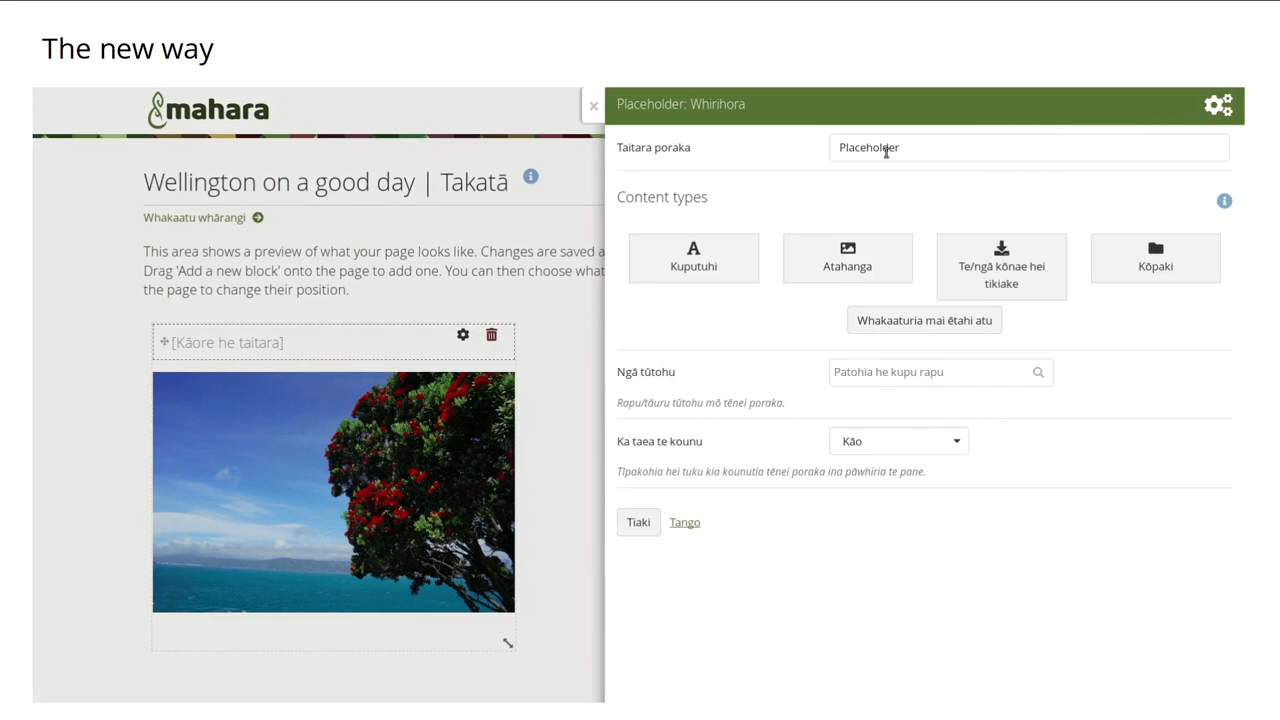 The new way
mahara
Placeholder: Whirihora
Taitara poraka
Placeholder
Wellington on a good day | Takatā
Whakaatu whārangi
This area shows a preview of what your page looks like. Changes are saved a
Drag 'Add a new block' onto the page to add one. You can then choose what
the page to change their position.
[Kāore he taitara]
Content types
Kuputuhi
Atahanga
Te/ngā kōnae hei
tikiake
Kōpaki
Whakaaturia mai ētahi atu
Ngā tūtohu
Patohia he kupu rapu
Rapu/tāuru tūtohu mō tēnei poraka.
Ka taea te kounu
Kāo
Tīpakohia hei tuku kia kounutia tēnei poraka ina pāwhiria te pane.
Tiaki
Tango